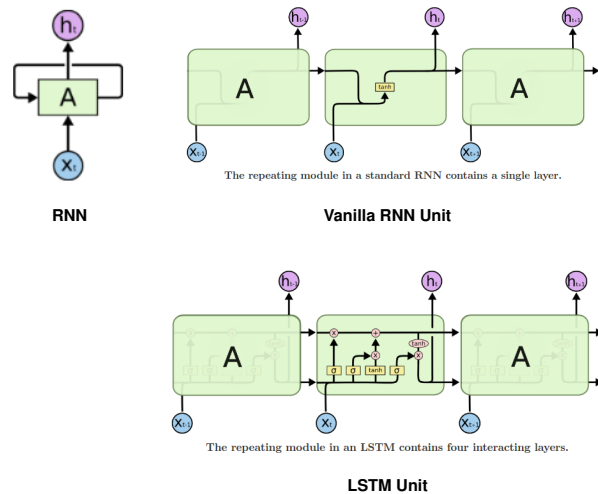 hₜ
A
xₜ
RNN
hₜ₋₁ hₜ hₜ₊₁
A tanh A
xₜ₋₁ xₜ xₜ₊₁
The repeating module in a standard RNN contains a single layer.
Vanilla RNN Unit
hₜ₋₁ hₜ hₜ₊₁
x + tanh
A x x A
σ σ tanh σ
xₜ₋₁ xₜ xₜ₊₁
The repeating module in an LSTM contains four interacting layers.
LSTM Unit